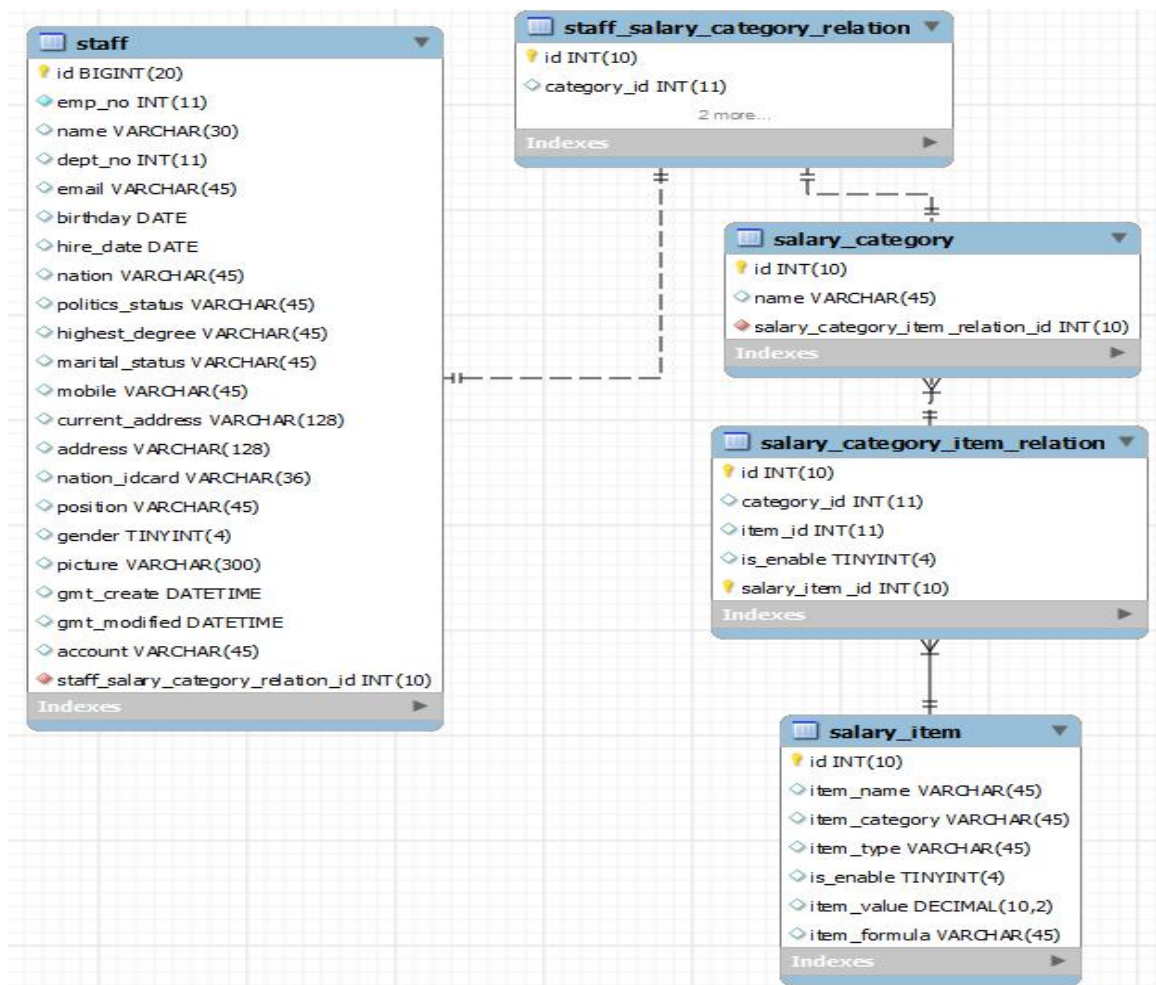 staff
id BIGINT(20)
emp_no INT(11)
name VARCHAR(30)
dept_no INT(11)
email VARCHAR(45)
birthday DATE
hire_date DATE
nation VARCHAR(45)
politics_status VARCHAR(45)
highest_degree VARCHAR(45)
marital_status VARCHAR(45)
mobile VARCHAR(45)
current_address VARCHAR(128)
address VARCHAR(128)
nation_idcard VARCHAR(36)
position VARCHAR(45)
gender TINYINT(4)
picture VARCHAR(300)
gmt_create DATETIME
gmt_modified DATETIME
account VARCHAR(45)
staff_salary_category_relation_id INT(10)
Indexes
staff_salary_category_relation
id INT(10)
category_id INT(11)
2 more...
Indexes
salary_category
id INT(10)
name VARCHAR(45)
salary_category_item_relation_id INT(10)
Indexes
salary_category_item_relation
id INT(10)
category_id INT(11)
item_id INT(11)
is_enable TINYINT(4)
salary_item_id INT(10)
Indexes
salary_item
id INT(10)
item_name VARCHAR(45)
item_category VARCHAR(45)
item_type VARCHAR(45)
is_enable TINYINT(4)
item_value DECIMAL(10,2)
item_formula VARCHAR(45)
Indexes